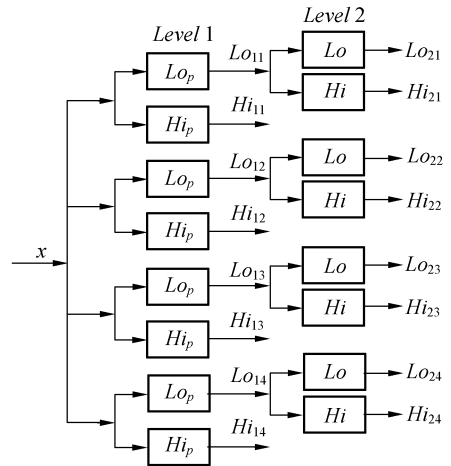 Level 1 Level 2
Lo₁₁ Lo Lo₂₁
Loₚ
Hi₁₁ Hi Hi₂₁
Hiₚ
Lo₁₂ Lo Lo₂₂
Loₚ
Hi₁₂ Hi Hi₂₂
Hiₚ
x
Lo₁₃ Lo Lo₂₃
Loₚ
Hi₁₃ Hi Hi₂₃
Hiₚ
Lo₁₄ Lo Lo₂₄
Loₚ
Hi₁₄ Hi Hi₂₄
Hiₚ